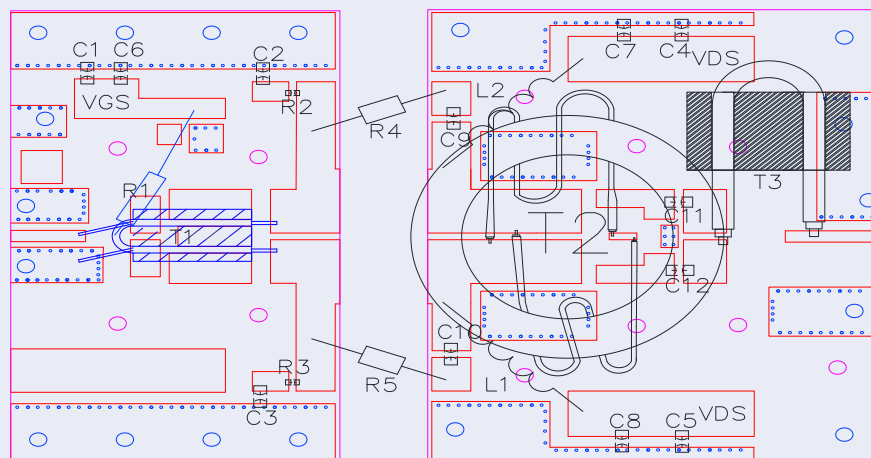 C1 C6 C2 C7 C4 VDS
VGS R2 L2 R4 C9
R1 T1 T2 C11 T3
C12
C10 R3 R5 L1
C3 C8 C5 VDS